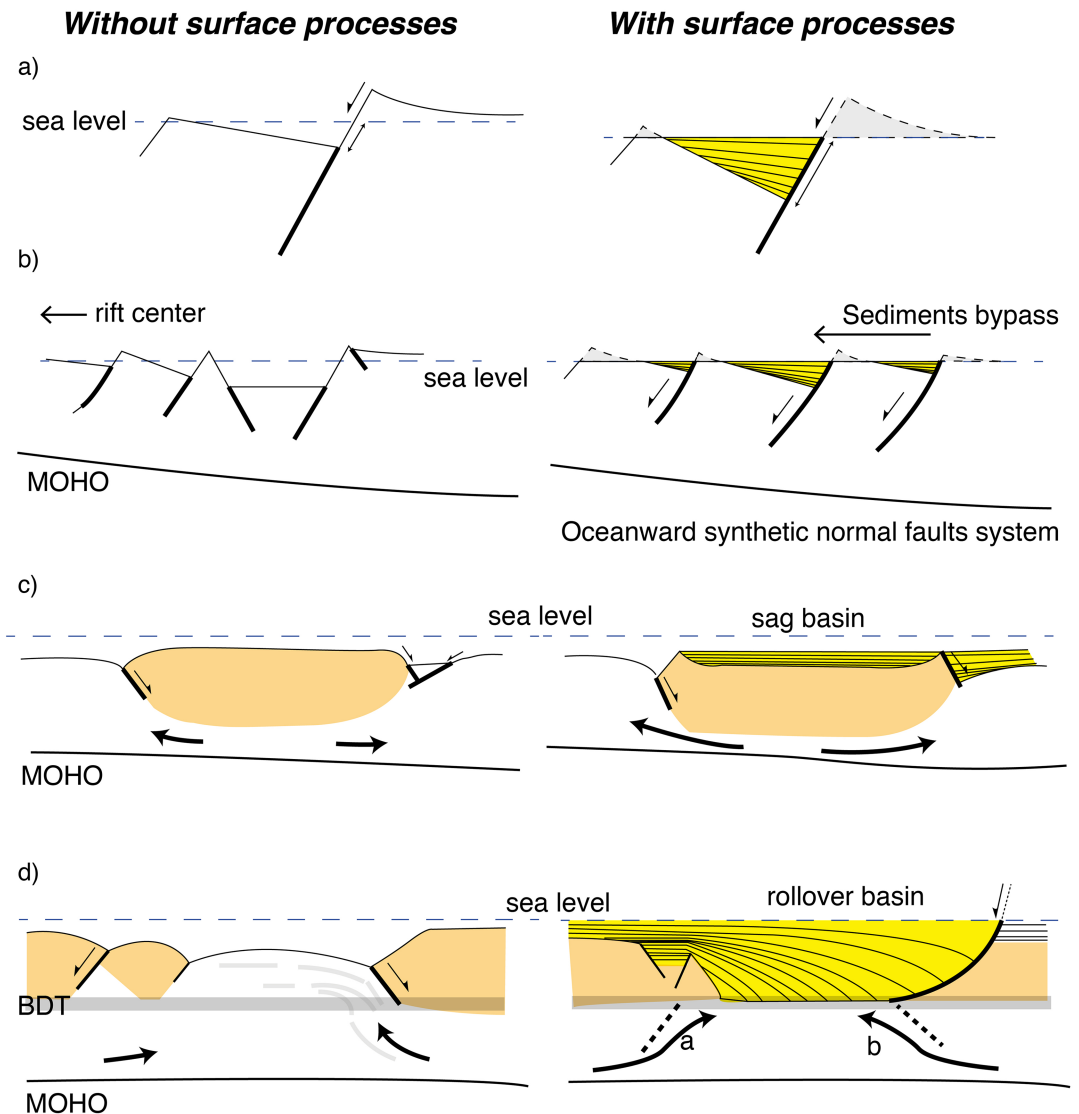 Without surface processes
With surface processes
a)
sea level
b)
rift center
Sediments bypass
sea level
MOHO
Oceanward synthetic normal faults system
c)
sea level
sag basin
MOHO
d)
sea level
rollover basin
BDT
a
b
MOHO